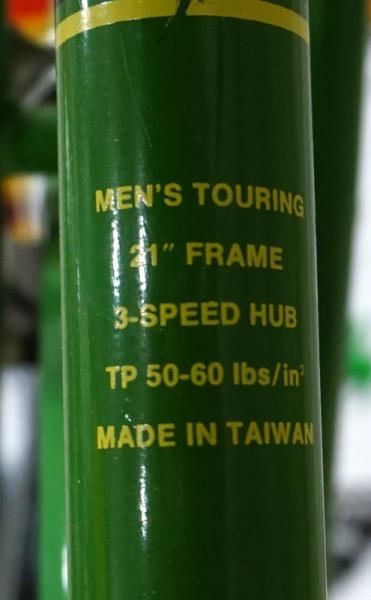 MEN'S TOURING
21" FRAME
3-SPEED HUB
TP 50-60 lbs/in²
MADE IN TAIWAN